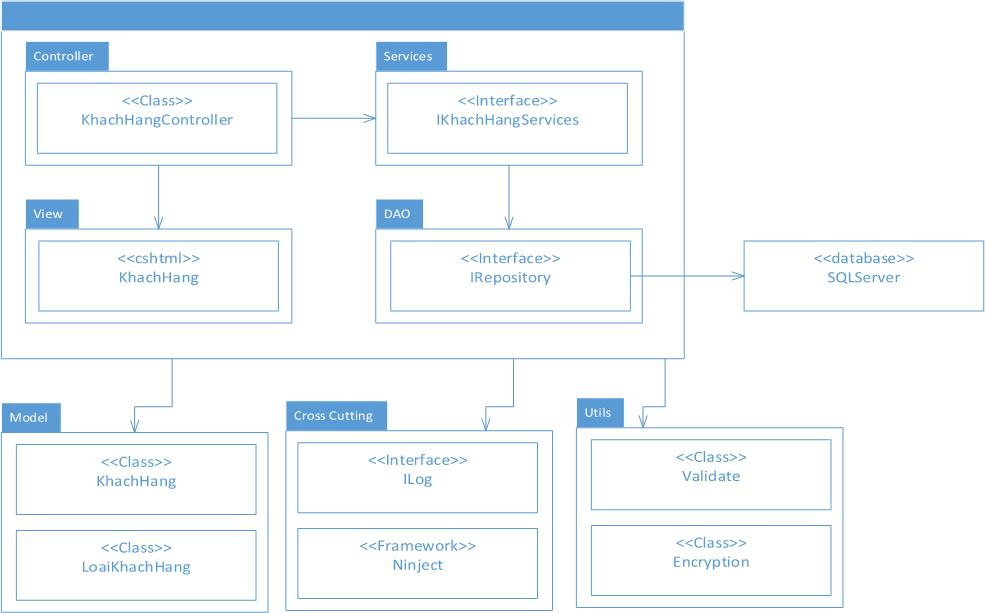 Controller
<<Class>>
KhachHangController
Services
<<Interface>>
IKhachHangServices
View
<<cshtml>>
KhachHang
DAO
<<Interface>>
IRepository
<<database>>
SQLServer
Model
<<Class>>
KhachHang
<<Class>>
LoaiKhachHang
Cross Cutting
<<Interface>>
ILog
<<Framework>>
Ninject
Utils
<<Class>>
Validate
<<Class>>
Encryption